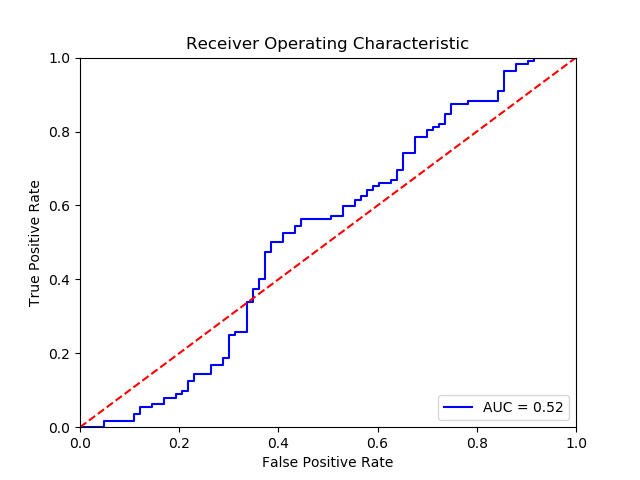 Receiver Operating Characteristic
1.0
0.8
0.6
0.4
0.2
0.0
True Positive Rate
AUC = 0.52
0.0 0.2 0.4 0.6 0.8 1.0
False Positive Rate